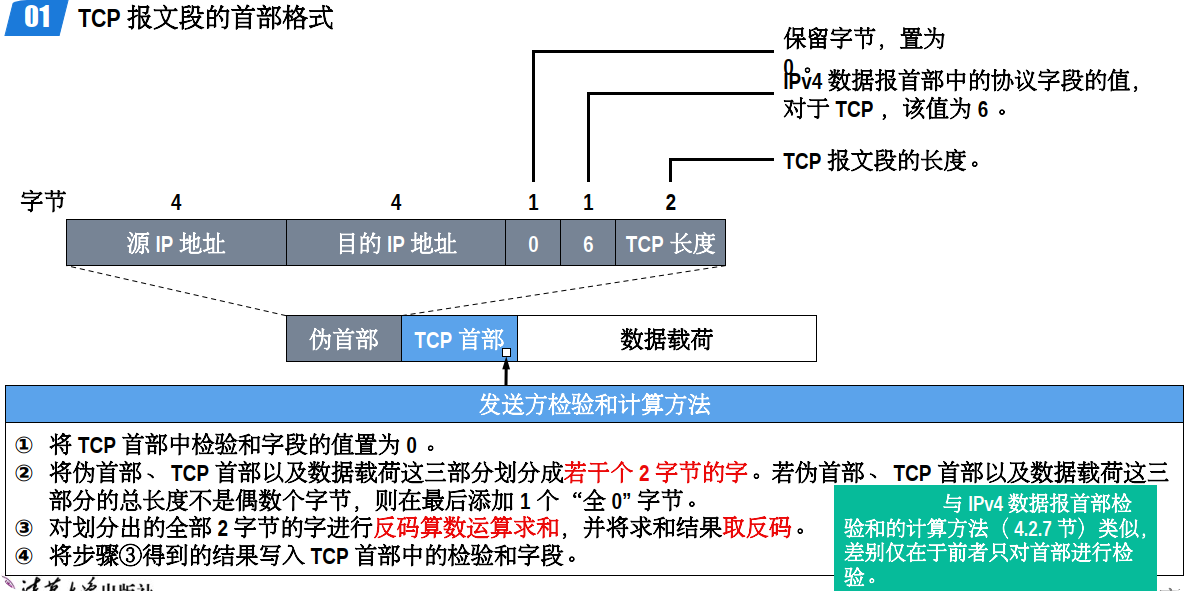 01 TCP 报文段的首部格式
保留字节，置为
0 。
IPv4 数据报首部中的协议字段的值，
对于 TCP ，该值为 6 。
TCP 报文段的长度。
字节 4 4 1 1 2
源 IP 地址 目的 IP 地址 0 6 TCP 长度
伪首部 TCP 首部 数据载荷
发送方检验和计算方法
① 将 TCP 首部中检验和字段的值置为 0 。
② 将伪首部、 TCP 首部以及数据载荷这三部分划分成若干个 2 字节的字。若伪首部、 TCP 首部以及数据载荷这三
部分的总长度不是偶数个字节，则在最后添加 1 个“全 0” 字节。
③ 对划分出的全部 2 字节的字进行反码算数运算求和，并将求和结果取反码。
④ 将步骤③得到的结果写入 TCP 首部中的检验和字段。
与 IPv4 数据报首部检
验和的计算方法（ 4.2.7 节）类似，
差别仅在于前者只对首部进行检
验。
清华大学出版社